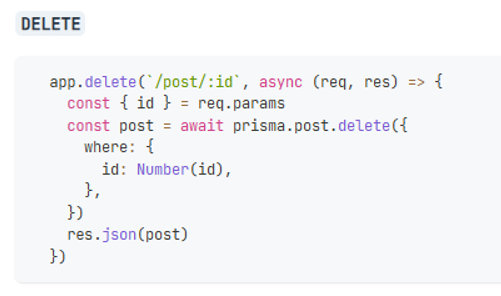 DELETE
app.delete(`/post/:id`, async (req, res) => {
  const { id } = req.params
  const post = await prisma.post.delete({
    where: {
      id: Number(id),
    },
  })
  res.json(post)
})